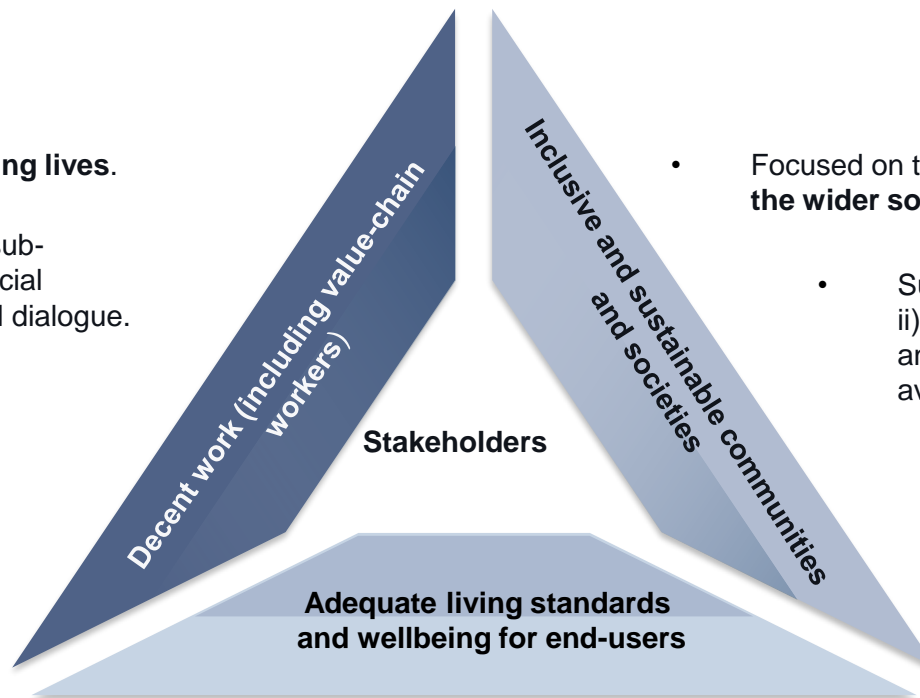 ng lives.
sub-
cial
l dialogue.
Decent work (including value-chain
workers)
Stakeholders
Inclusive and sustainable communities
and societies
Adequate living standards
and wellbeing for end-users
• Focused on t
the wider so
• Su
ii)
ar
av